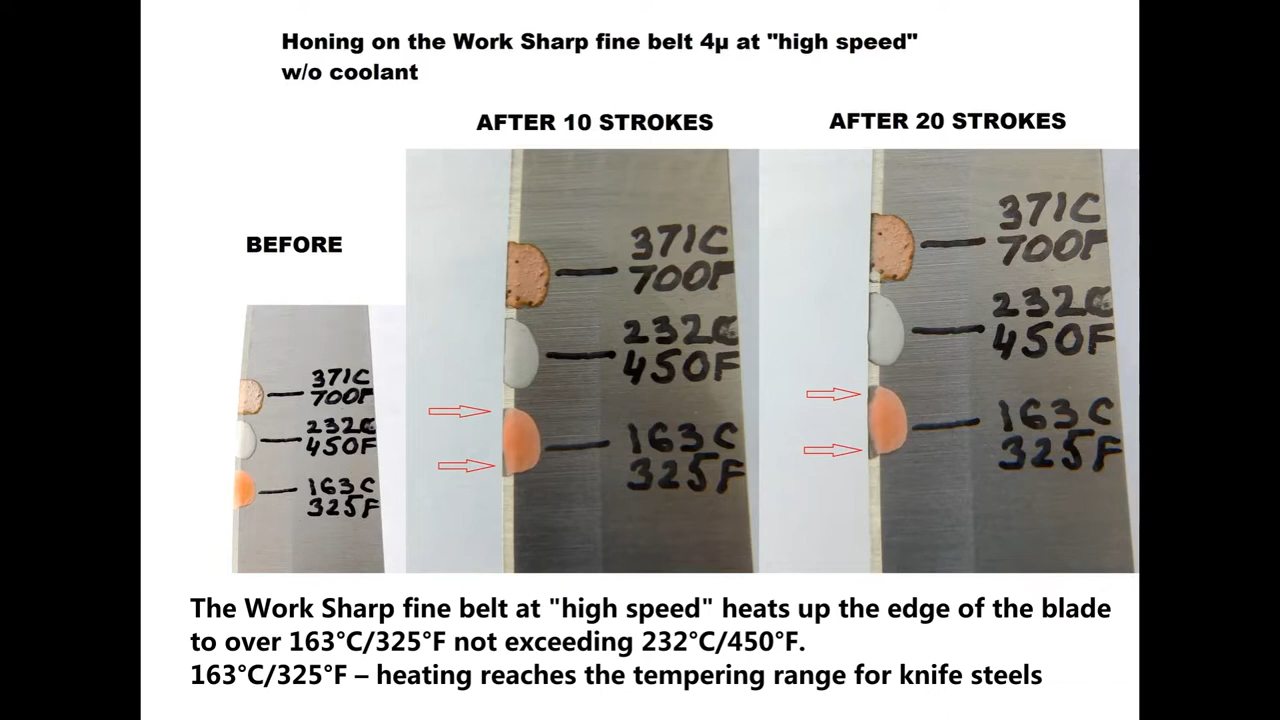 Honing on the Work Sharp fine belt 4µ at "high speed"
w/o coolant
AFTER 10 STROKES
AFTER 20 STROKES
BEFORE
371C
700F
232C
450F
163C
325F
371C
700F
232C
450F
163C
325F
371C
700F
232C
450F
163C
325F
The Work Sharp fine belt at "high speed" heats up the edge of the blade
to over 163°C/325°F not exceeding 232°C/450°F.
163°C/325°F – heating reaches the tempering range for knife steels